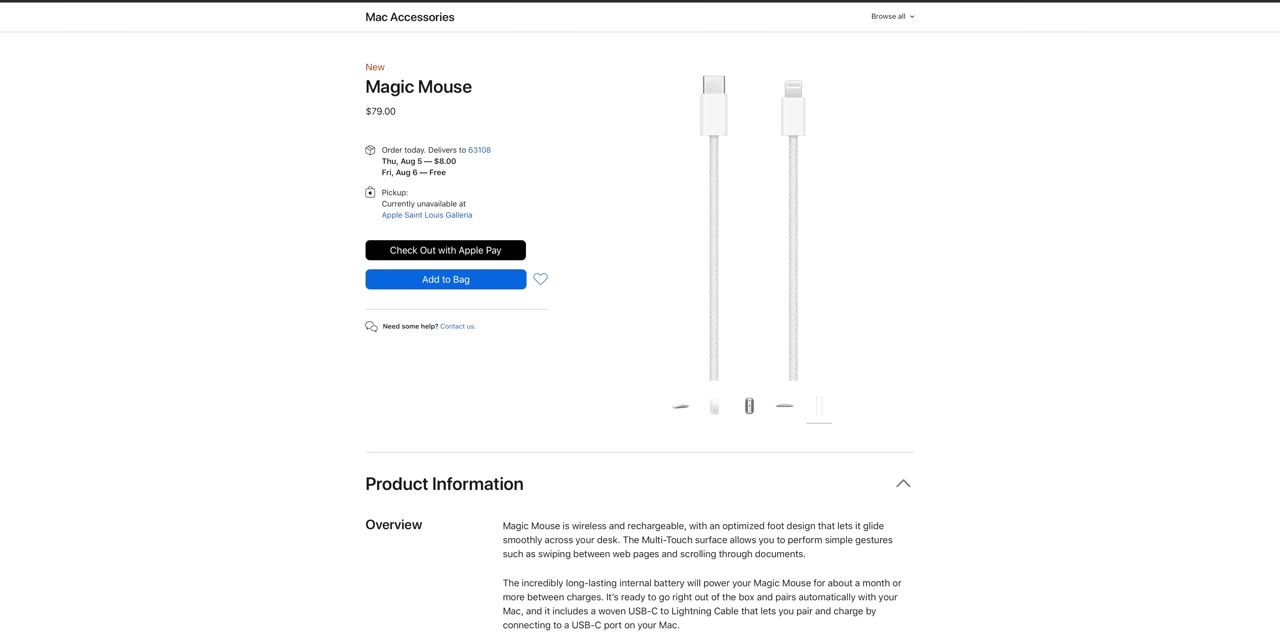 Mac Accessories
Browse all
New
Magic Mouse
$79.00
Order today. Delivers to 63108
Thu, Aug 5 — $8.00
Fri, Aug 6 — Free
Pickup:
Currently unavailable at
Apple Saint Louis Galleria
Check Out with Apple Pay
Add to Bag
Need some help? Contact us.
Product Information
Overview
Magic Mouse is wireless and rechargeable, with an optimized foot design that lets it glide
smoothly across your desk. The Multi-Touch surface allows you to perform simple gestures
such as swiping between web pages and scrolling through documents.
The incredibly long-lasting internal battery will power your Magic Mouse for about a month or
more between charges. It’s ready to go right out of the box and pairs automatically with your
Mac, and it includes a woven USB-C to Lightning Cable that lets you pair and charge by
connecting to a USB-C port on your Mac.